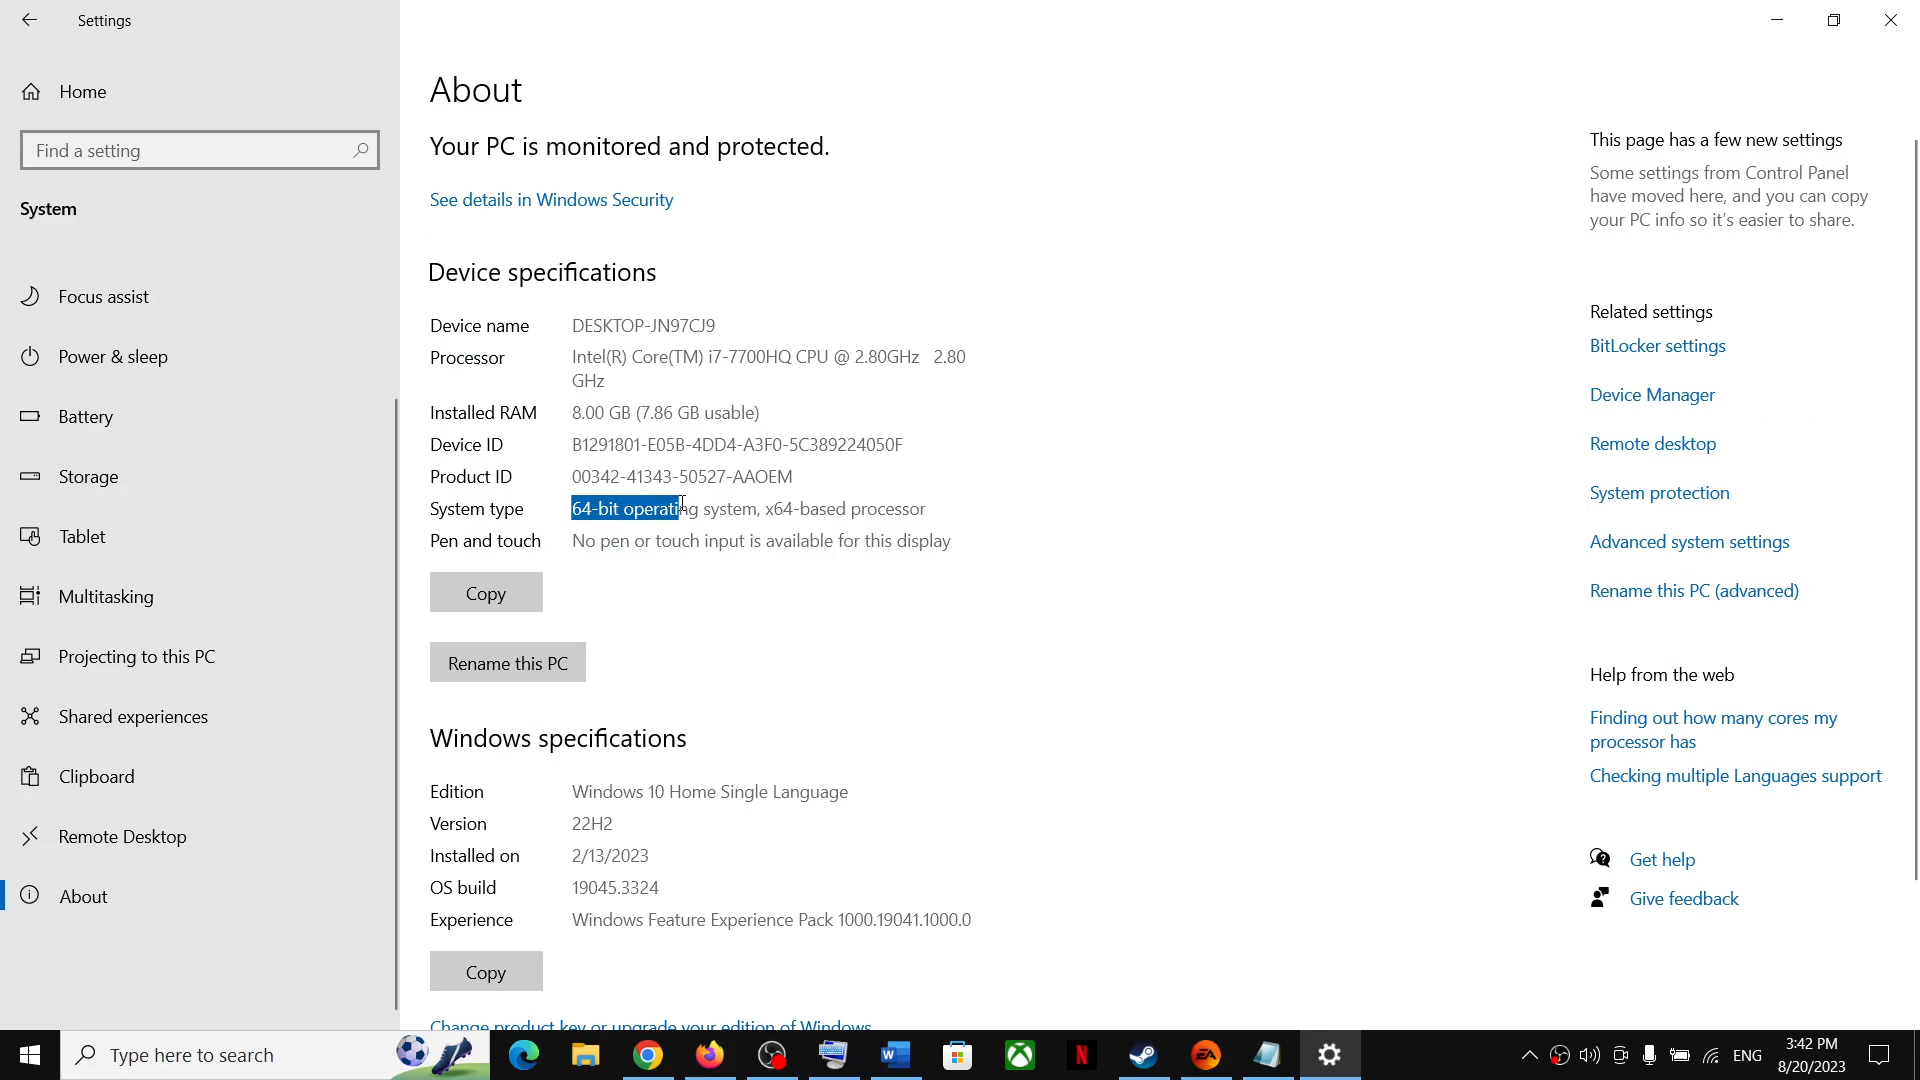 Settings
Home
Find a setting
System
Focus assist
Power & sleep
Battery
Storage
Tablet
Multitasking
Projecting to this PC
Shared experiences
Clipboard
Remote Desktop
About
About
Your PC is monitored and protected.
See details in Windows Security
Device specifications
Device name DESKTOP-JN97CJ9
Processor Intel(R) Core(TM) i7-7700HQ CPU @ 2.80GHz 2.80
GHz
Installed RAM 8.00 GB (7.86 GB usable)
Device ID B1291801-E05B-4DD4-A3F0-5C389224050F
Product ID 00342-41343-50527-AAOEM
System type 64-bit operating system, x64-based processor
Pen and touch No pen or touch input is available for this display
Copy
Rename this PC
Windows specifications
Edition Windows 10 Home Single Language
Version 22H2
Installed on 2/13/2023
OS build 19045.3324
Experience Windows Feature Experience Pack 1000.19041.1000.0
Copy
Change product key or upgrade your edition of Windows
This page has a few new settings
Some settings from Control Panel
have moved here, and you can copy
your PC info so it's easier to share.
Related settings
BitLocker settings
Device Manager
Remote desktop
System protection
Advanced system settings
Rename this PC (advanced)
Help from the web
Finding out how many cores my
processor has
Checking multiple Languages support
Get help
Give feedback
Type here to search
W
N
EA
ENG
3:42 PM
8/20/2023